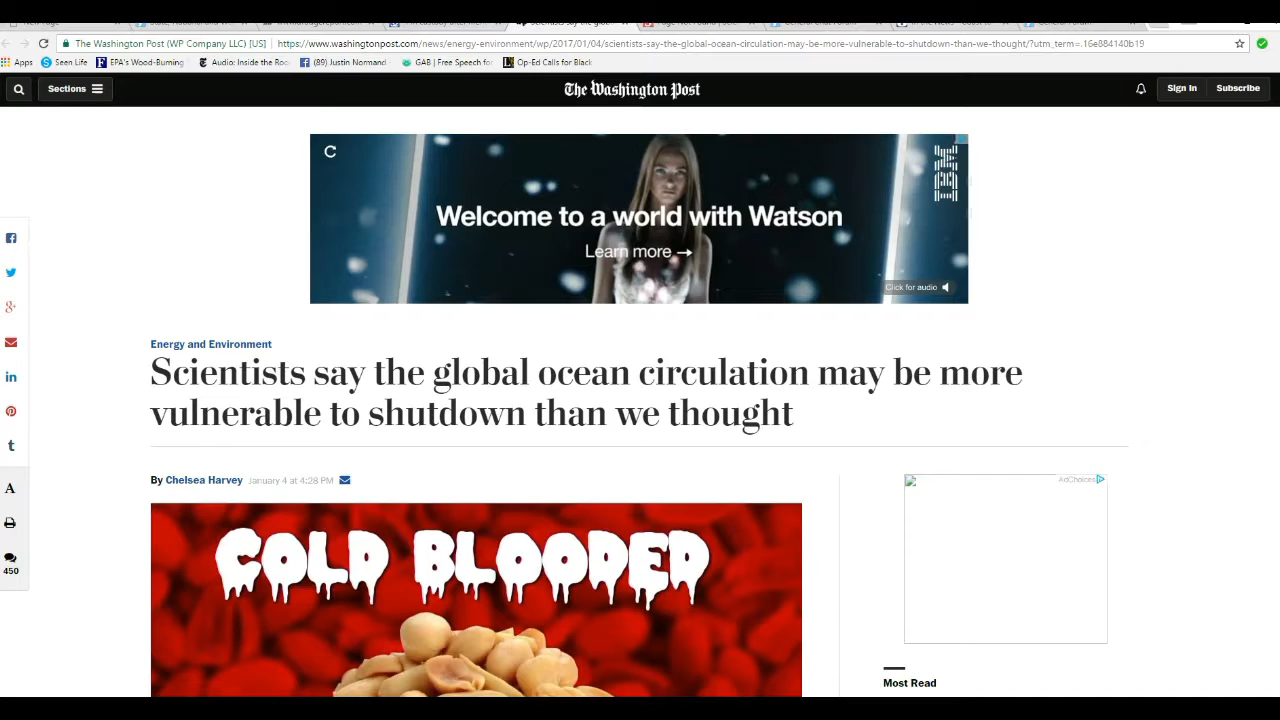 The Washington Post (WP Company LLC) [US]
https://www.washingtonpost.com/news/energy-environment/wp/2017/01/04/scientists-say-the-global-ocean-circulation-may-be-more-vulnerable-to-shutdown-than-we-thought/?utm_term=.16e884140b19
Apps Seen Life EPA's Wood-Burning Audio: Inside the Roo (89) Justin Normand GAB | Free Speech fo Op-Ed Calls for Black
Sections The Washington Post Sign In Subscribe
IBM
Welcome to a world with Watson
Learn more →
Click for audio
Energy and Environment
Scientists say the global ocean circulation may be more
vulnerable to shutdown than we thought
By Chelsea Harvey January 4 at 4:28 PM
AdChoices
A
450
COLD BLOODED
Most Read